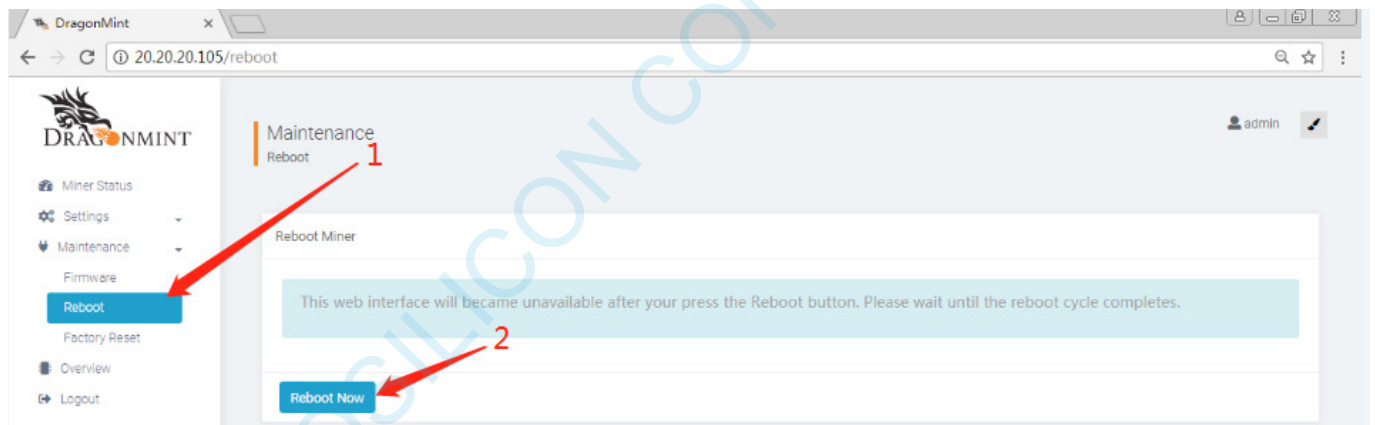 DragonMint
20.20.20.105/reboot
DRAGONMINT
Maintenance
Reboot
admin
1
Miner Status
Settings
Maintenance
Firmware
Reboot
Factory Reset
Overview
Logout
Reboot Miner
This web interface will became unavailable after your press the Reboot button. Please wait until the reboot cycle completes.
2
Reboot Now
OSILICON CO